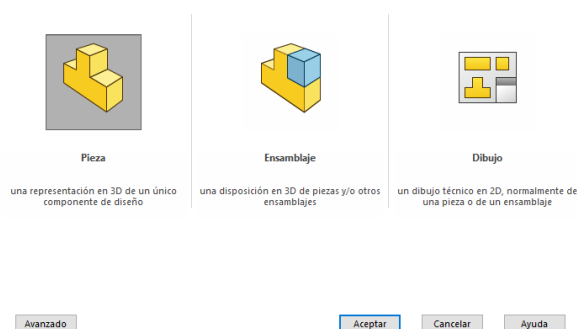 Pieza
una representación en 3D de un único
componente de diseño
Ensamblaje
una disposición en 3D de piezas y/o otros
ensamblajes
Dibujo
un dibujo técnico en 2D, normalmente de
una pieza o de un ensamblaje
Avanzado
Aceptar
Cancelar
Ayuda